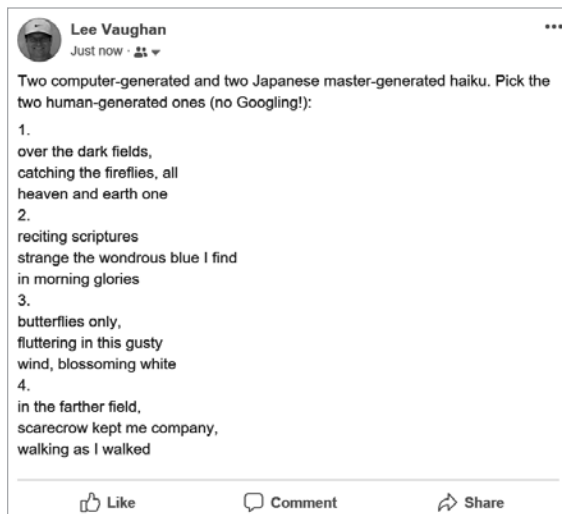 Lee Vaughan
Just now ·
Two computer-generated and two Japanese master-generated haiku. Pick the
two human-generated ones (no Googling!):
1.
over the dark fields,
catching the fireflies, all
heaven and earth one
2.
reciting scriptures
strange the wondrous blue I find
in morning glories
3.
butterflies only,
fluttering in this gusty
wind, blossoming white
4.
in the farther field,
scarecrow kept me company,
walking as I walked
Like Comment Share